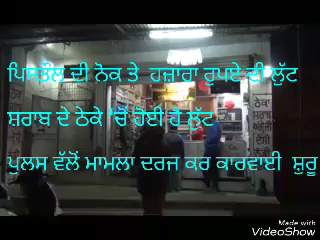 ਪਿਸਤੌਲ ਦੀ ਨੋਕ ਤੇ ਹਜ਼ਾਰਾ ਰੁਪਏ ਦੀ ਲੁੱਟ
ਸ਼ਰਾਬ ਦੇ ਠੇਕੇ 'ਚੋਂ ਹੋਈ ਹੈ ਲੁੱਟ
ਪੁਲਸ ਵੱਲੋਂ ਮਾਮਲਾ ਦਰਜ ਕਰ ਕਾਰਵਾਈ ਸ਼ੁਰੂ
ਠੇਕਾ
ਸ਼ਰਾਬ
Made with
VideoShow